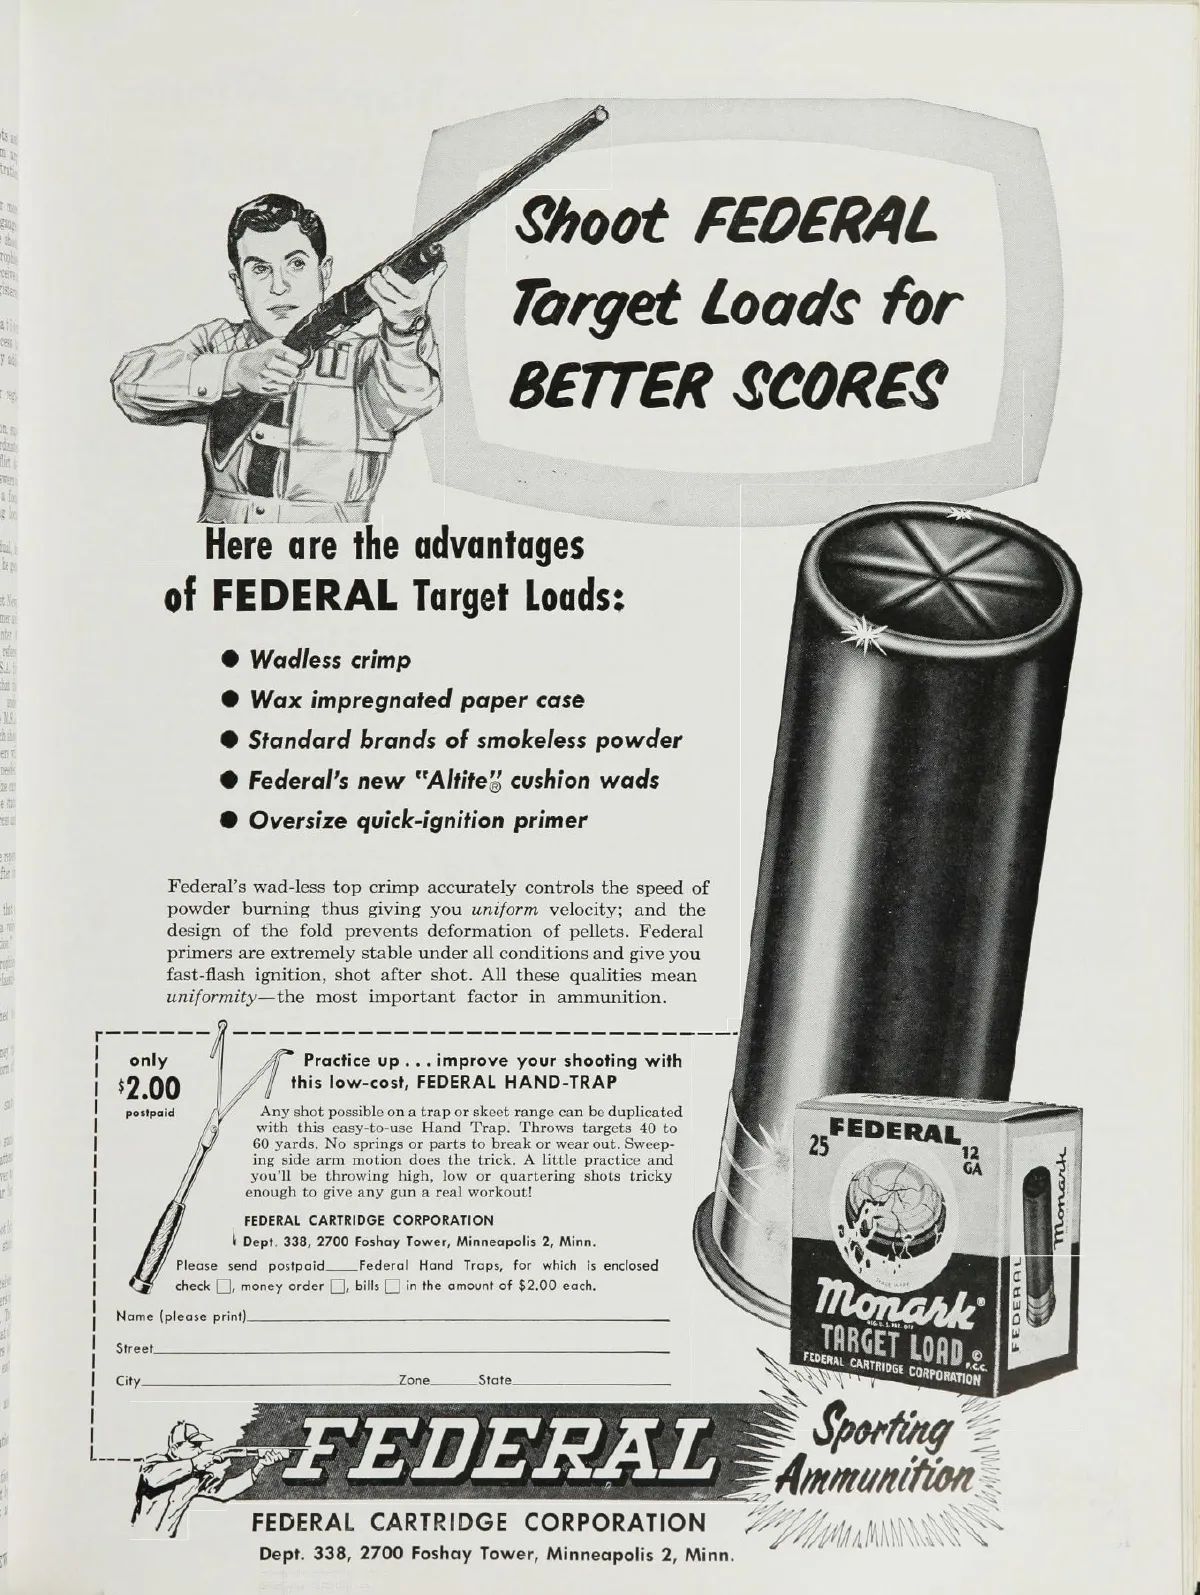 Shoot FEDERAL
Target Loads for
BETTER SCORES
Here are the advantages
of FEDERAL Target Loads:
● Wadless crimp
● Wax impregnated paper case
● Standard brands of smokeless powder
● Federal's new "Altite"® cushion wads
● Oversize quick-ignition primer
Federal's wad-less top crimp accurately controls the speed of
powder burning thus giving you uniform velocity; and the
design of the fold prevents deformation of pellets. Federal
primers are extremely stable under all conditions and give you
fast-flash ignition, shot after shot. All these qualities mean
uniformity—the most important factor in ammunition.
only
$2.00
postpaid
Practice up . . . improve your shooting with
this low-cost, FEDERAL HAND-TRAP
Any shot possible on a trap or skeet range can be duplicated
with this easy-to-use Hand Trap. Throws targets 40 to
60 yards. No springs or parts to break or wear out. Sweep-
ing side arm motion does the trick. A little practice and
you'll be throwing high, low or quartering shots tricky
enough to give any gun a real workout!
FEDERAL CARTRIDGE CORPORATION
Dept. 338, 2700 Foshay Tower, Minneapolis 2, Minn.
Please send postpaid____Federal Hand Traps, for which is enclosed
check □, money order □, bills □ in the amount of $2.00 each.
Name (please print)
Street
City Zone State
FEDERAL
25
12
GA
TRADE MARK
Monark®
REG. U.S. PAT. OFF.
TARGET LOAD ©
F.C.C.
FEDERAL CARTRIDGE CORPORATION
FEDERAL
Monark
FEDERAL
Sporting
Ammunition
FEDERAL CARTRIDGE CORPORATION
Dept. 338, 2700 Foshay Tower, Minneapolis 2, Minn.